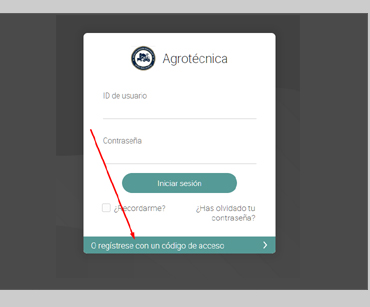 Agrotécnica
ID de usuario
Contraseña
Iniciar sesión
¿Recordarme?
¿Has olvidado tu
contraseña?
O regístrese con un código de acceso